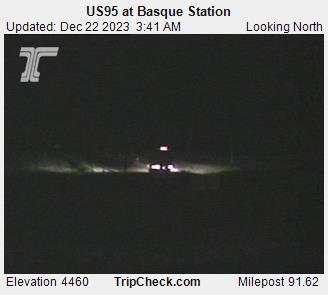 US95 at Basque Station
Updated: Dec 22 2023 3:41 AM Looking North
Elevation 4460 TripCheck.com Milepost 91.62